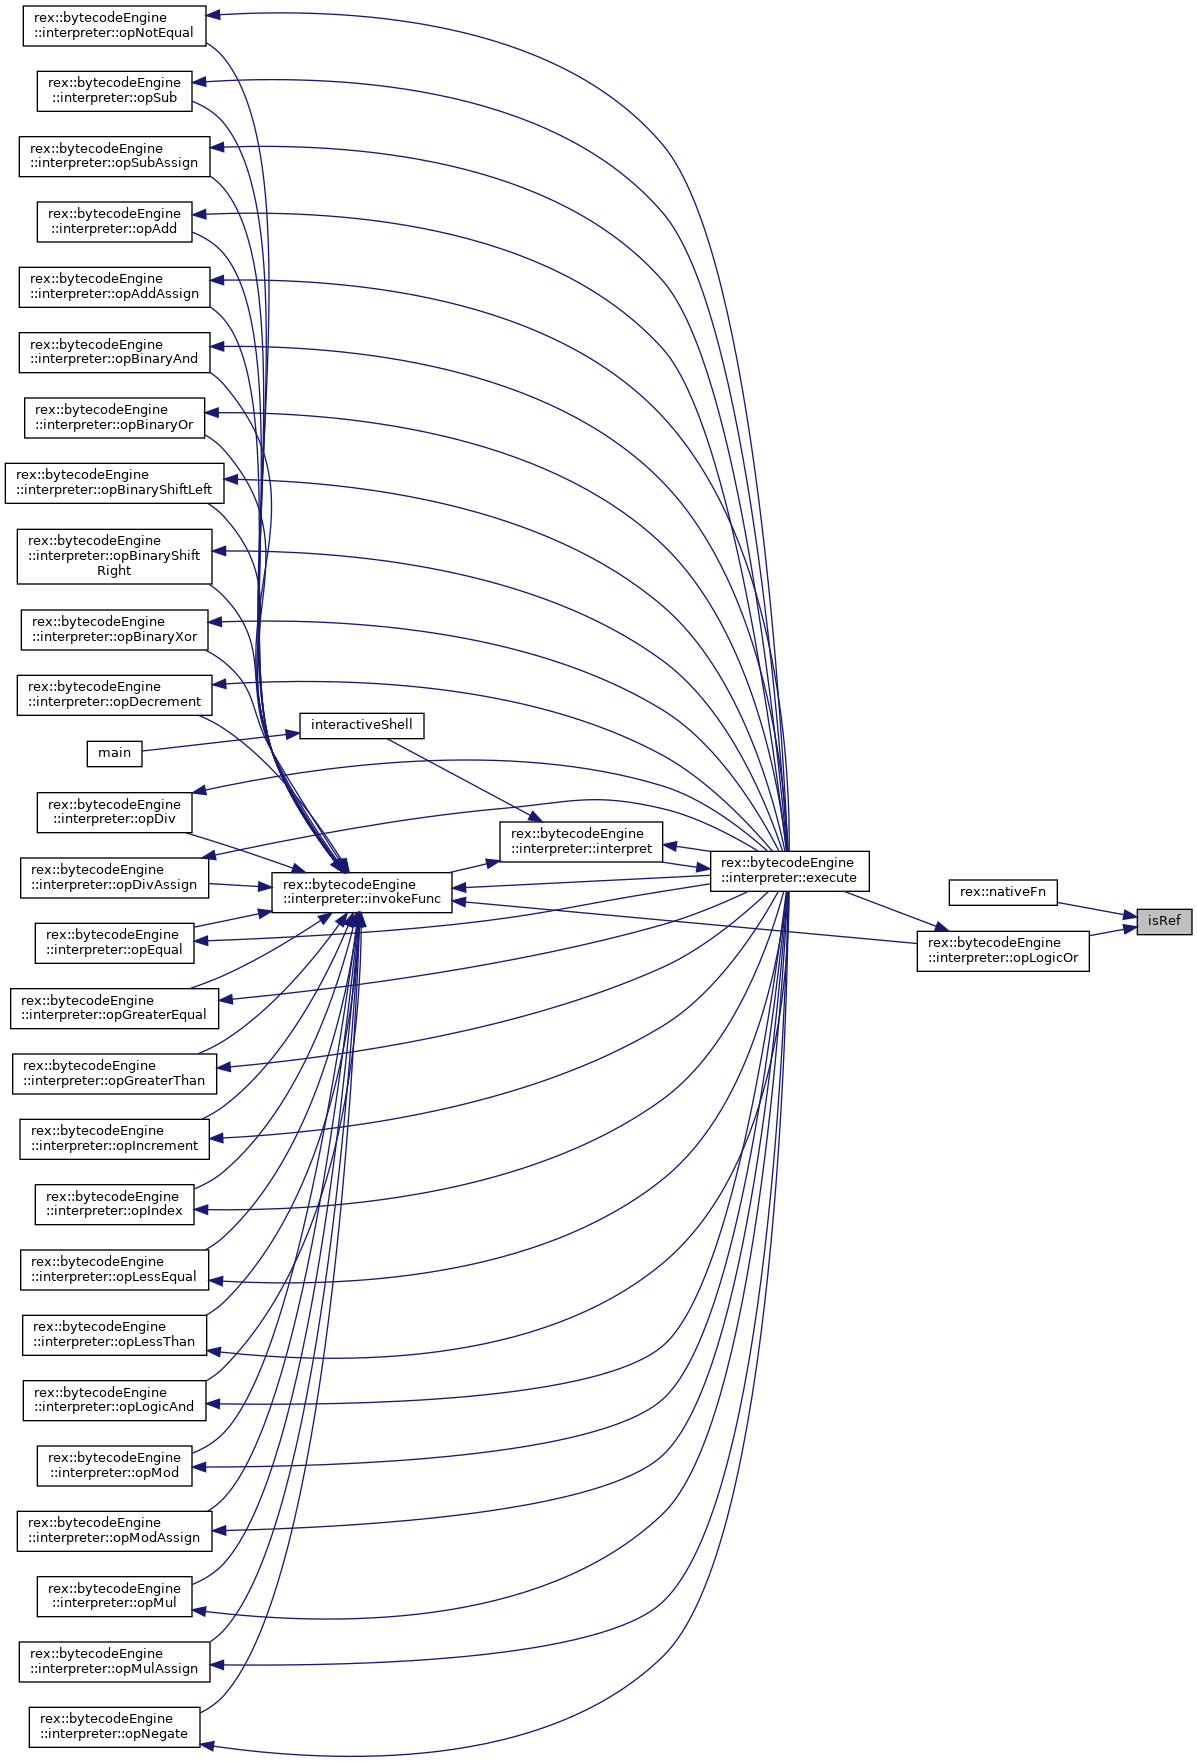 rex::bytecodeEngine
::interpreter::opNotEqual
rex::bytecodeEngine
::interpreter::opSub
rex::bytecodeEngine
::interpreter::opSubAssign
rex::bytecodeEngine
::interpreter::opAdd
rex::bytecodeEngine
::interpreter::opAddAssign
rex::bytecodeEngine
::interpreter::opBinaryAnd
rex::bytecodeEngine
::interpreter::opBinaryOr
rex::bytecodeEngine
::interpreter::opBinaryShiftLeft
rex::bytecodeEngine
::interpreter::opBinaryShift
Right
rex::bytecodeEngine
::interpreter::opBinaryXor
rex::bytecodeEngine
::interpreter::opDecrement
main
rex::bytecodeEngine
::interpreter::opDiv
rex::bytecodeEngine
::interpreter::opDivAssign
rex::bytecodeEngine
::interpreter::opEqual
rex::bytecodeEngine
::interpreter::opGreaterEqual
rex::bytecodeEngine
::interpreter::opGreaterThan
rex::bytecodeEngine
::interpreter::opIncrement
rex::bytecodeEngine
::interpreter::opIndex
rex::bytecodeEngine
::interpreter::opLessEqual
rex::bytecodeEngine
::interpreter::opLessThan
rex::bytecodeEngine
::interpreter::opLogicAnd
rex::bytecodeEngine
::interpreter::opMod
rex::bytecodeEngine
::interpreter::opModAssign
rex::bytecodeEngine
::interpreter::opMul
rex::bytecodeEngine
::interpreter::opMulAssign
rex::bytecodeEngine
::interpreter::opNegate
interactiveShell
rex::bytecodeEngine
::interpreter::invokeFunc
rex::bytecodeEngine
::interpreter::interpret
rex::bytecodeEngine
::interpreter::execute
rex::nativeFn
rex::bytecodeEngine
::interpreter::opLogicOr
isRef